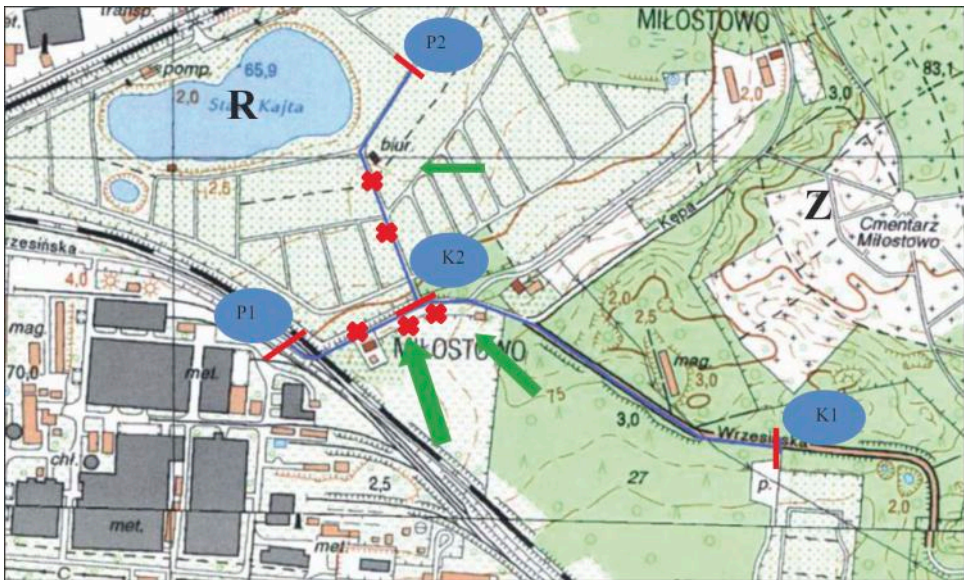 transp.
P2
MIŁOSTOWO
pomp.
65,9
83,1
2,0
R
Kajta
2,0
3,0
biur.
2,5
Z
Kępa
Cmentarz
Miłostowo
K2
rzesińska
P1
4,0
2,0
2,5
mag.
MIŁOSTOWO
mag.
3,0
70,0
met.
75
K1
3,0
Wrzesińska
chł.
2,5
27
p.
2,0
met.
met.
met.
C